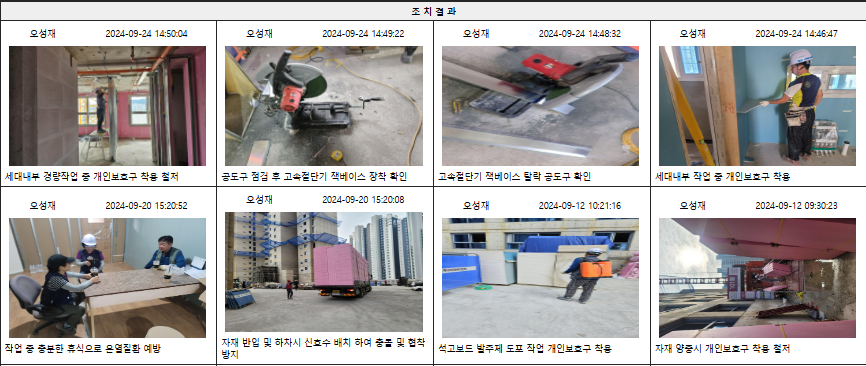 조 치 결 과
오성재 2024-09-24 14:50:04
오성재 2024-09-24 14:49:22
오성재 2024-09-24 14:48:32
오성재 2024-09-24 14:46:47
세대내부 경량작업 중 개인보호구 착용 철저
공도구 점검 후 고속절단기 잭베이스 장착 확인
고속절단기 잭베이스 탈락 공도구 확인
세대내부 작업 중 개인보호구 착용
오성재 2024-09-20 15:20:52
오성재 2024-09-20 15:20:08
오성재 2024-09-12 10:21:16
오성재 2024-09-12 09:30:23
작업 중 충분한 휴식으로 온열질환 예방
자재 반입 및 하차시 신호수 배치 하여 충돌 및 협착
방지
석고보드 발주제 도포 작업 개인보호구 착용
자재 양중시 개인보호구 착용 철저